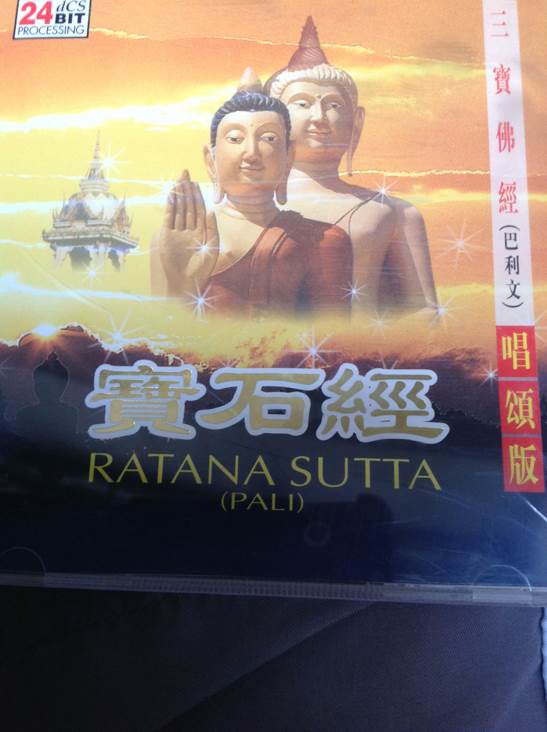 24 dCS
BIT
PROCESSING
三寶佛經(巴利文)
唱頌版
寶石經
RATANA SUTTA
(PALI)